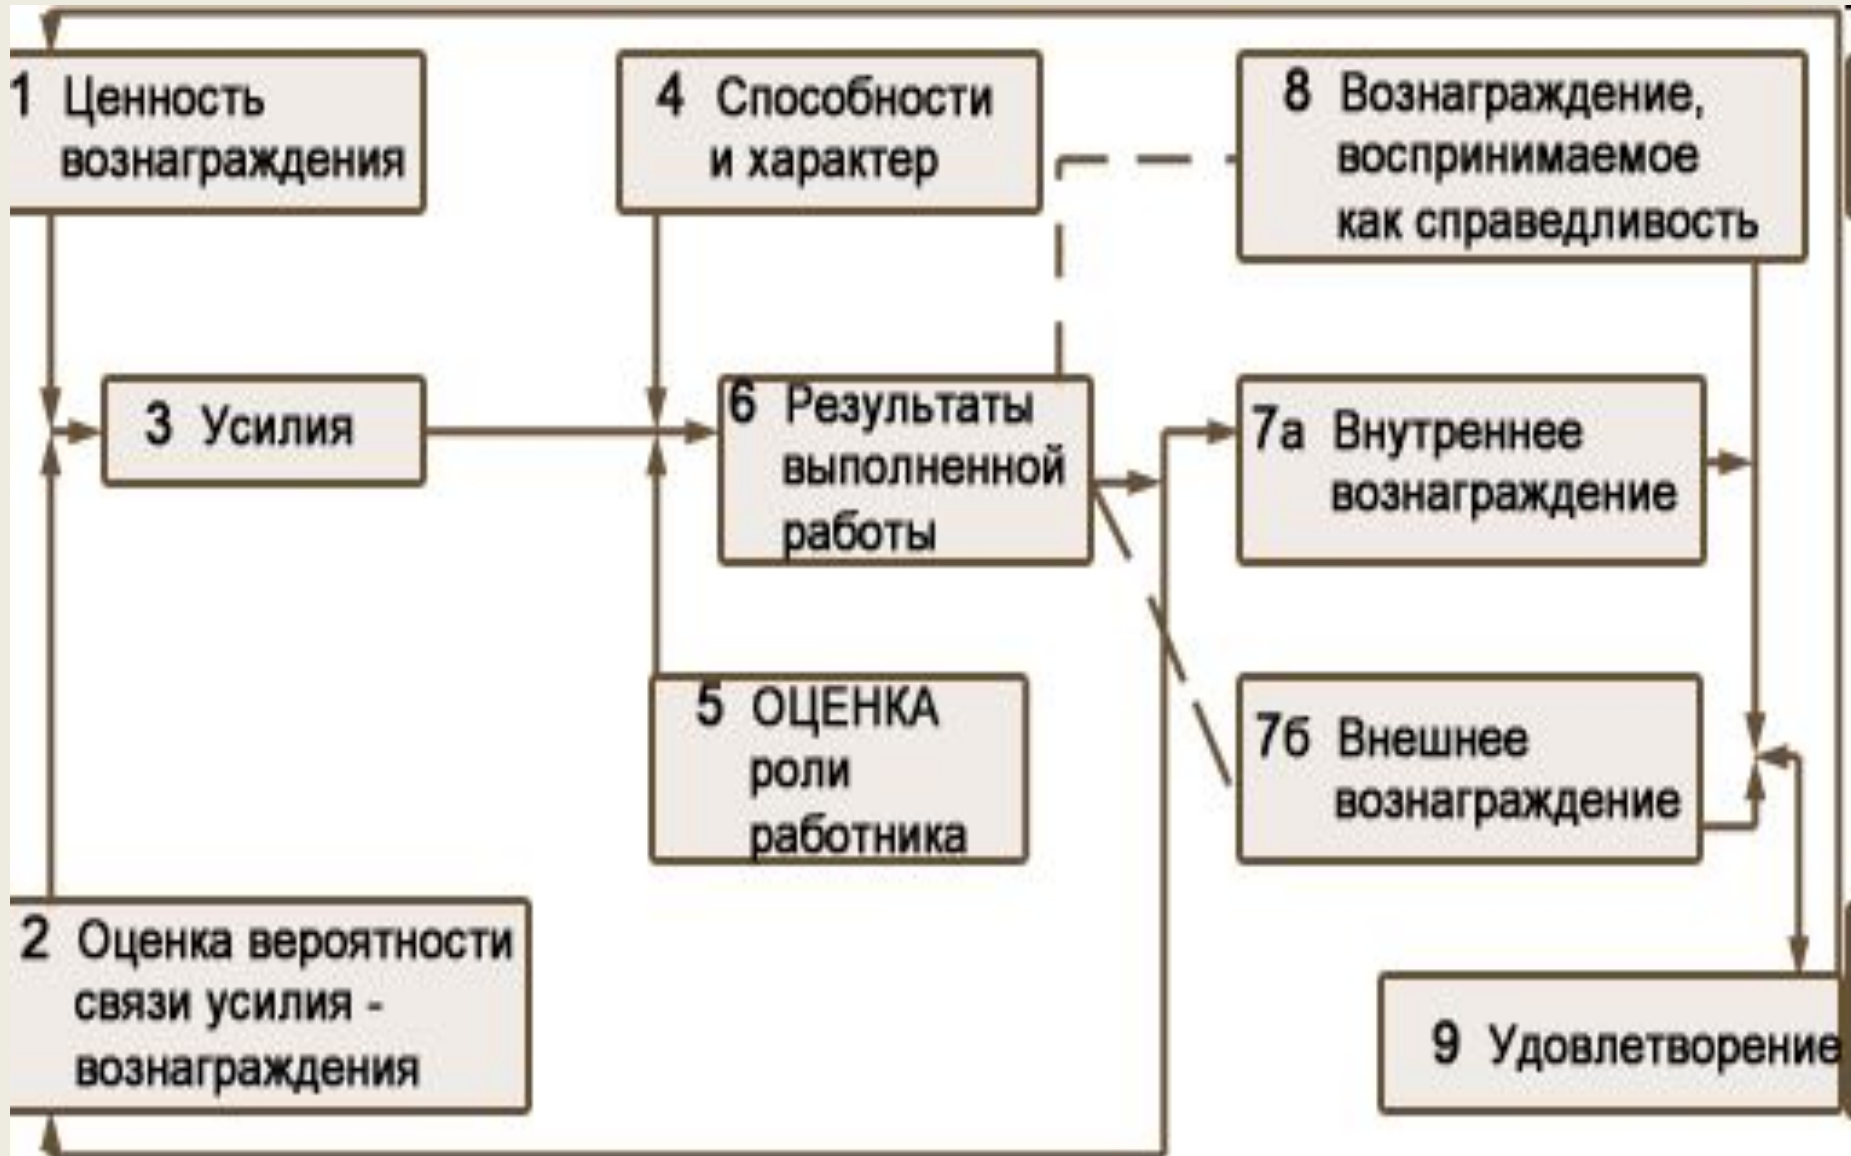 1 Ценность
вознаграждения
4 Способности
и характер
8 Вознаграждение,
воспринимаемое
как справедливость
3 Усилия
6 Результаты
выполненной
работы
7а Внутреннее
вознаграждение
5 ОЦЕНКА
роли
работника
7б Внешнее
вознаграждение
2 Оценка вероятности
связи усилия -
вознаграждения
9 Удовлетворение